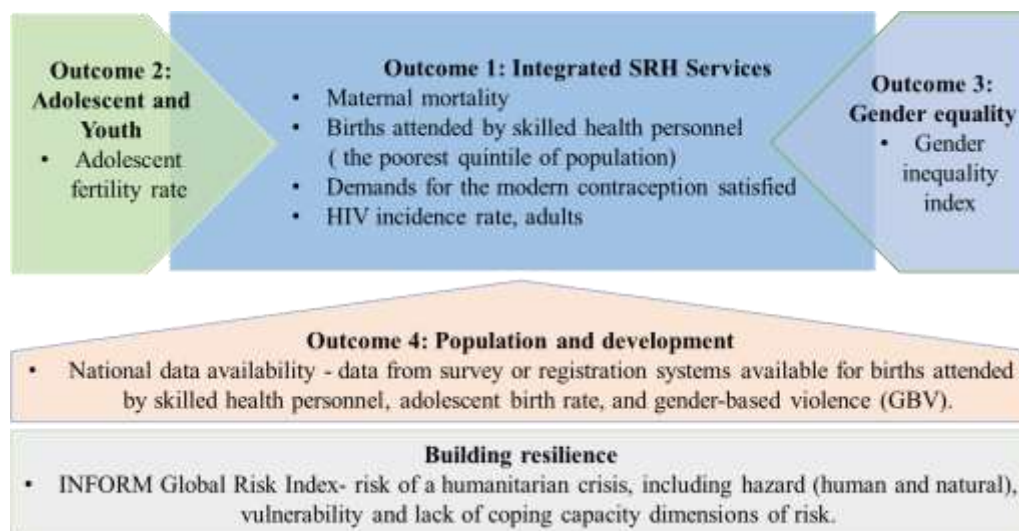 Outcome 2:
Adolescent and
Youth
• Adolescent
fertility rate
Outcome 1: Integrated SRH Services
• Maternal mortality
• Births attended by skilled health personnel
( the poorest quintile of population)
• Demands for the modern contraception satisfied
• HIV incidence rate, adults
Outcome 3:
Gender equality
• Gender
inequality
index
Outcome 4: Population and development
• National data availability - data from survey or registration systems available for births attended
by skilled health personnel, adolescent birth rate, and gender-based violence (GBV).
Building resilience
• INFORM Global Risk Index- risk of a humanitarian crisis, including hazard (human and natural),
vulnerability and lack of coping capacity dimensions of risk.